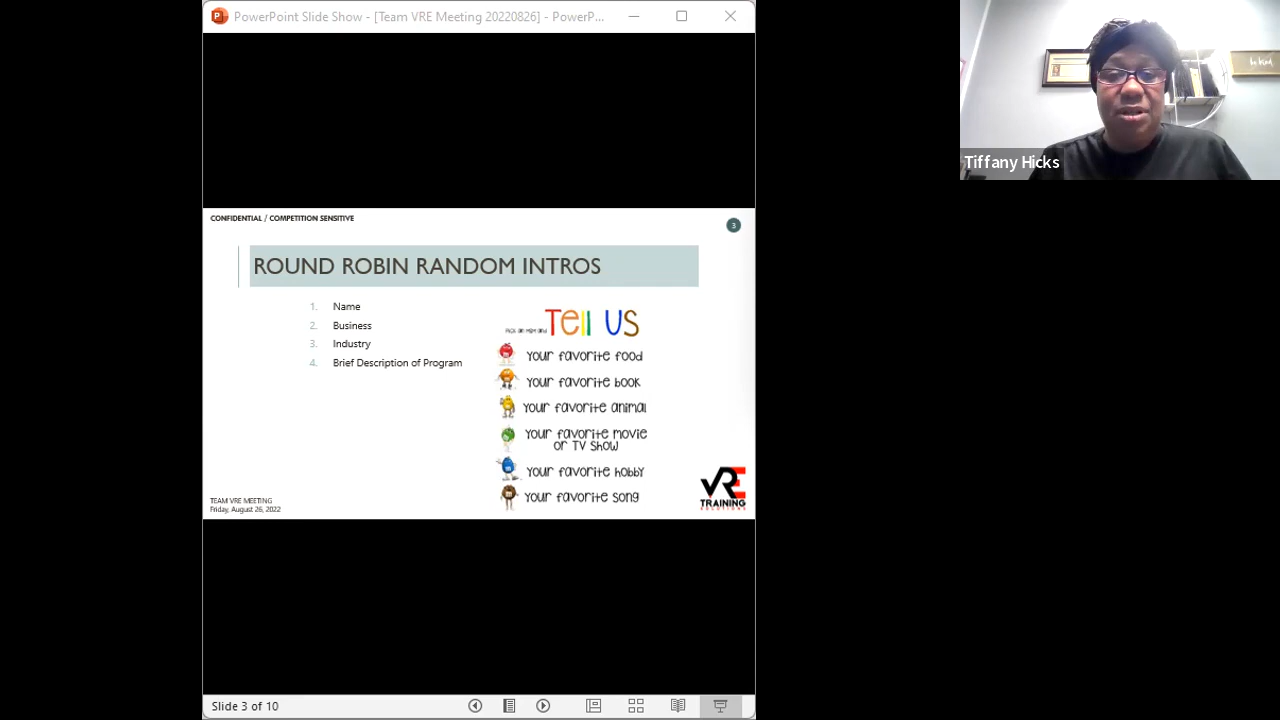 PowerPoint Slide Show - [Team VRE Meeting 20220826] - PowerP...
Tiffany Hicks
be kind
CONFIDENTIAL / COMPETITION SENSITIVE
3
ROUND ROBIN RANDOM INTROS
1. Name
2. Business
3. Industry
4. Brief Description of Program
Tell US
Your favorite food
Your favorite book
Your favorite animal
Your favorite movie
or TV Show
Your favorite hobby
Your favorite song
VRE
TRAINING
SOLUTIONS
TEAM VRE MEETING
Friday, August 26, 2022
Slide 3 of 10